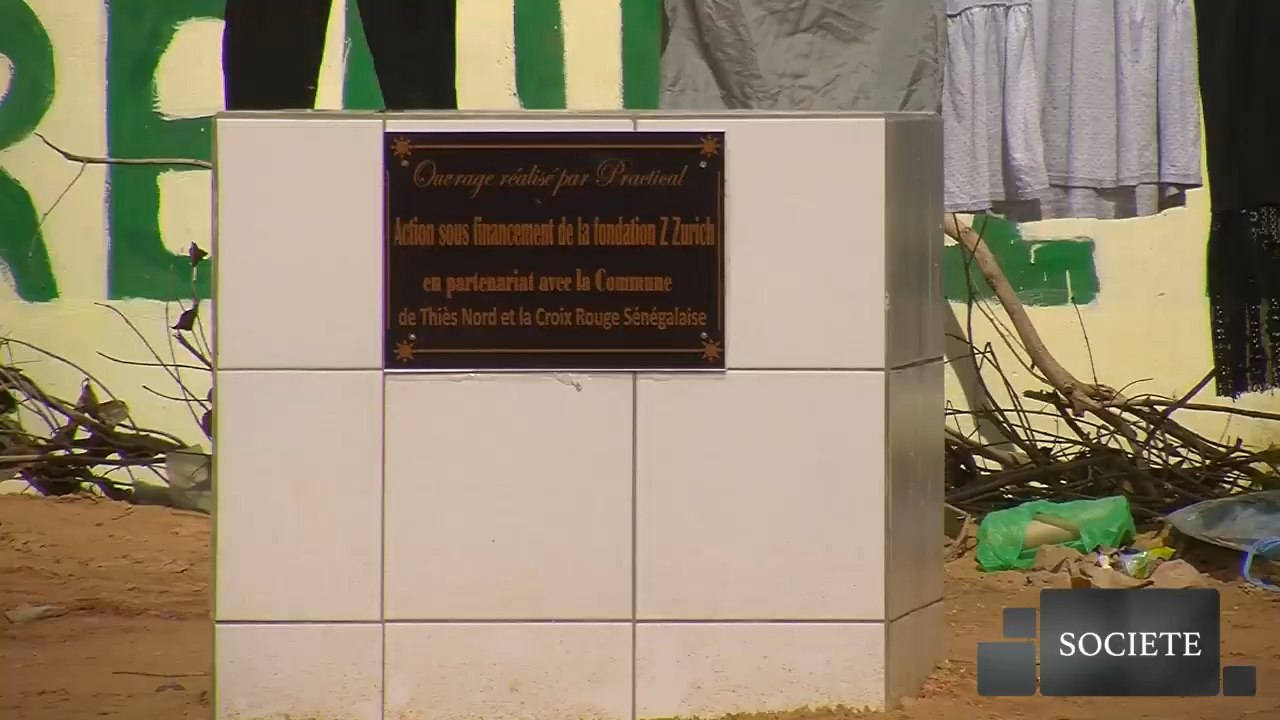 Ouvrage réalisé par Practical
Action sous financement de la fondation Z Zurich
en partenariat avec la Commune
de Thiès Nord et la Croix Rouge Sénégalaise
SOCIETE